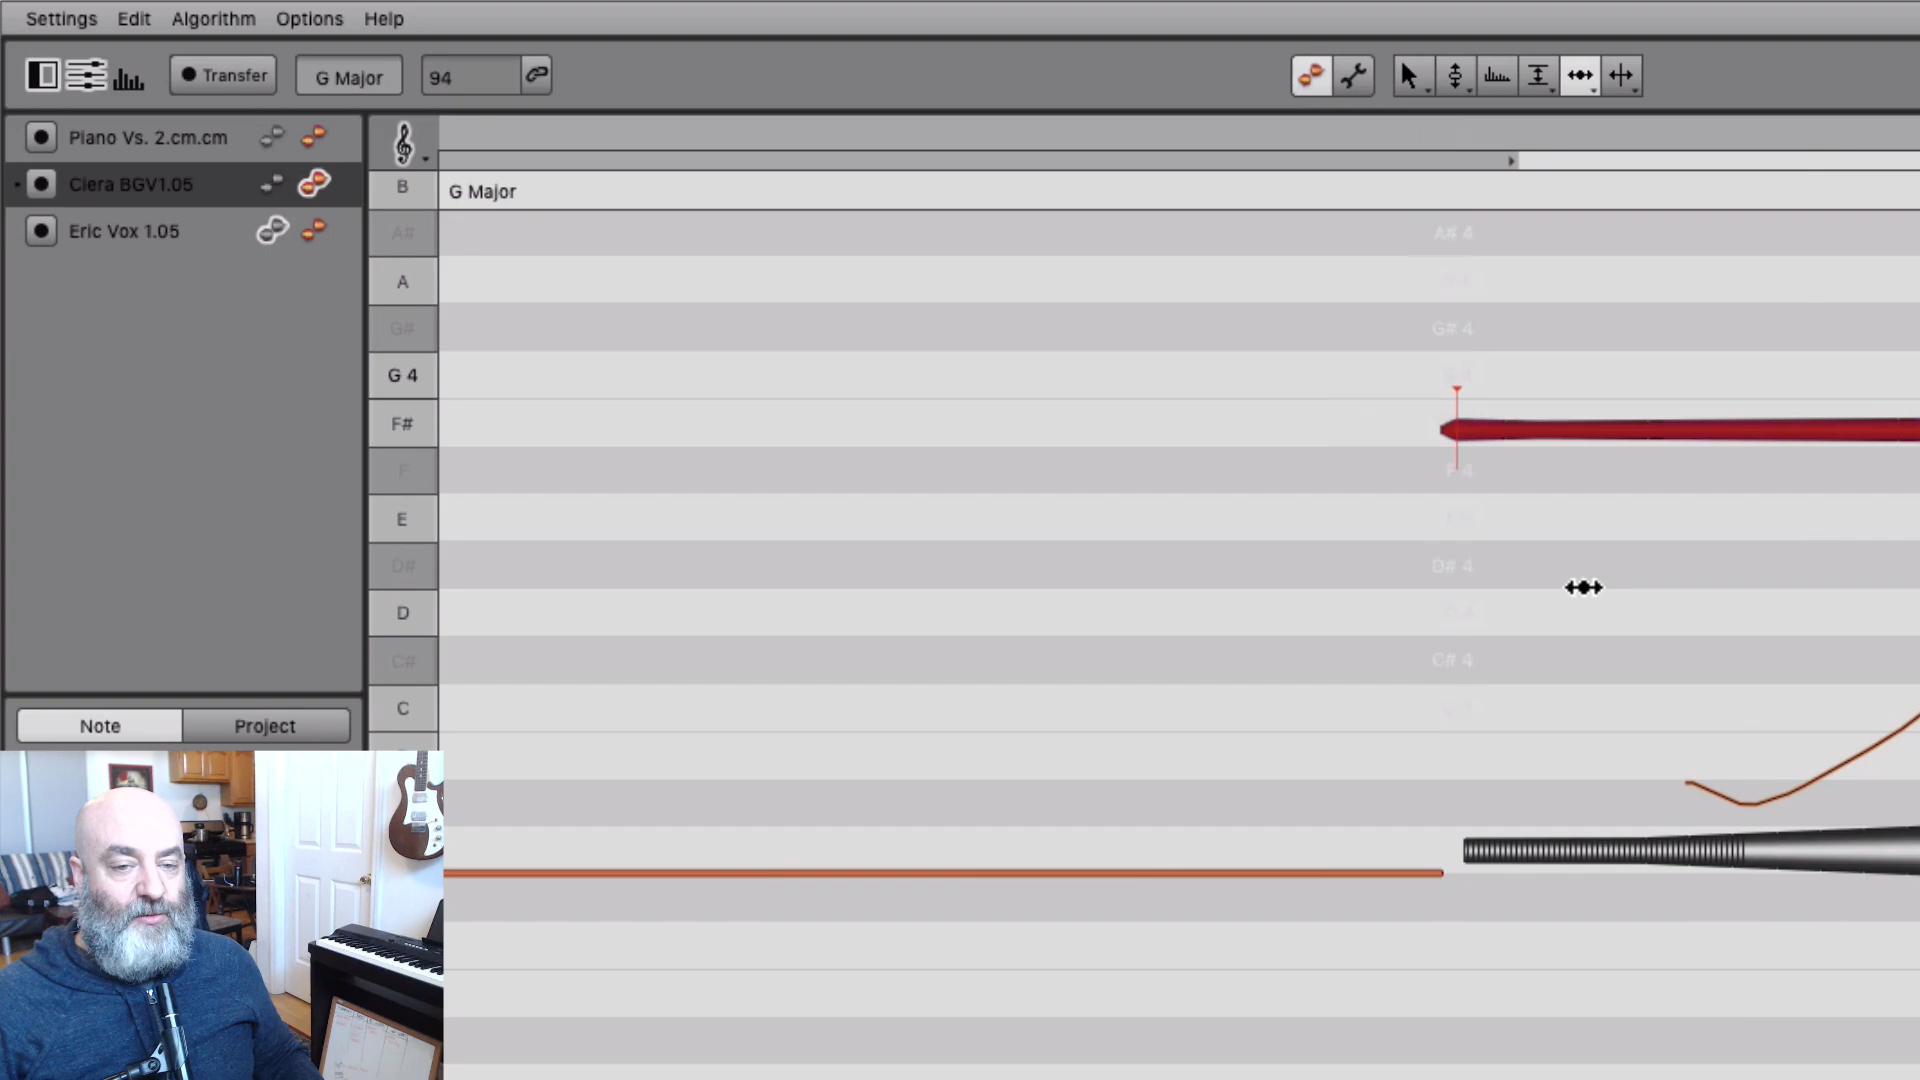 Settings Edit Algorithm Options Help
Transfer G Major 94
Piano Vs. 2.cm.cm
Ciera BGV1.05
Eric Vox 1.05
B G Major
A# A# 4
A
G# G# 4
G 4
F#
F F 4
E
D# D# 4
D
C# C# 4
C
Note Project